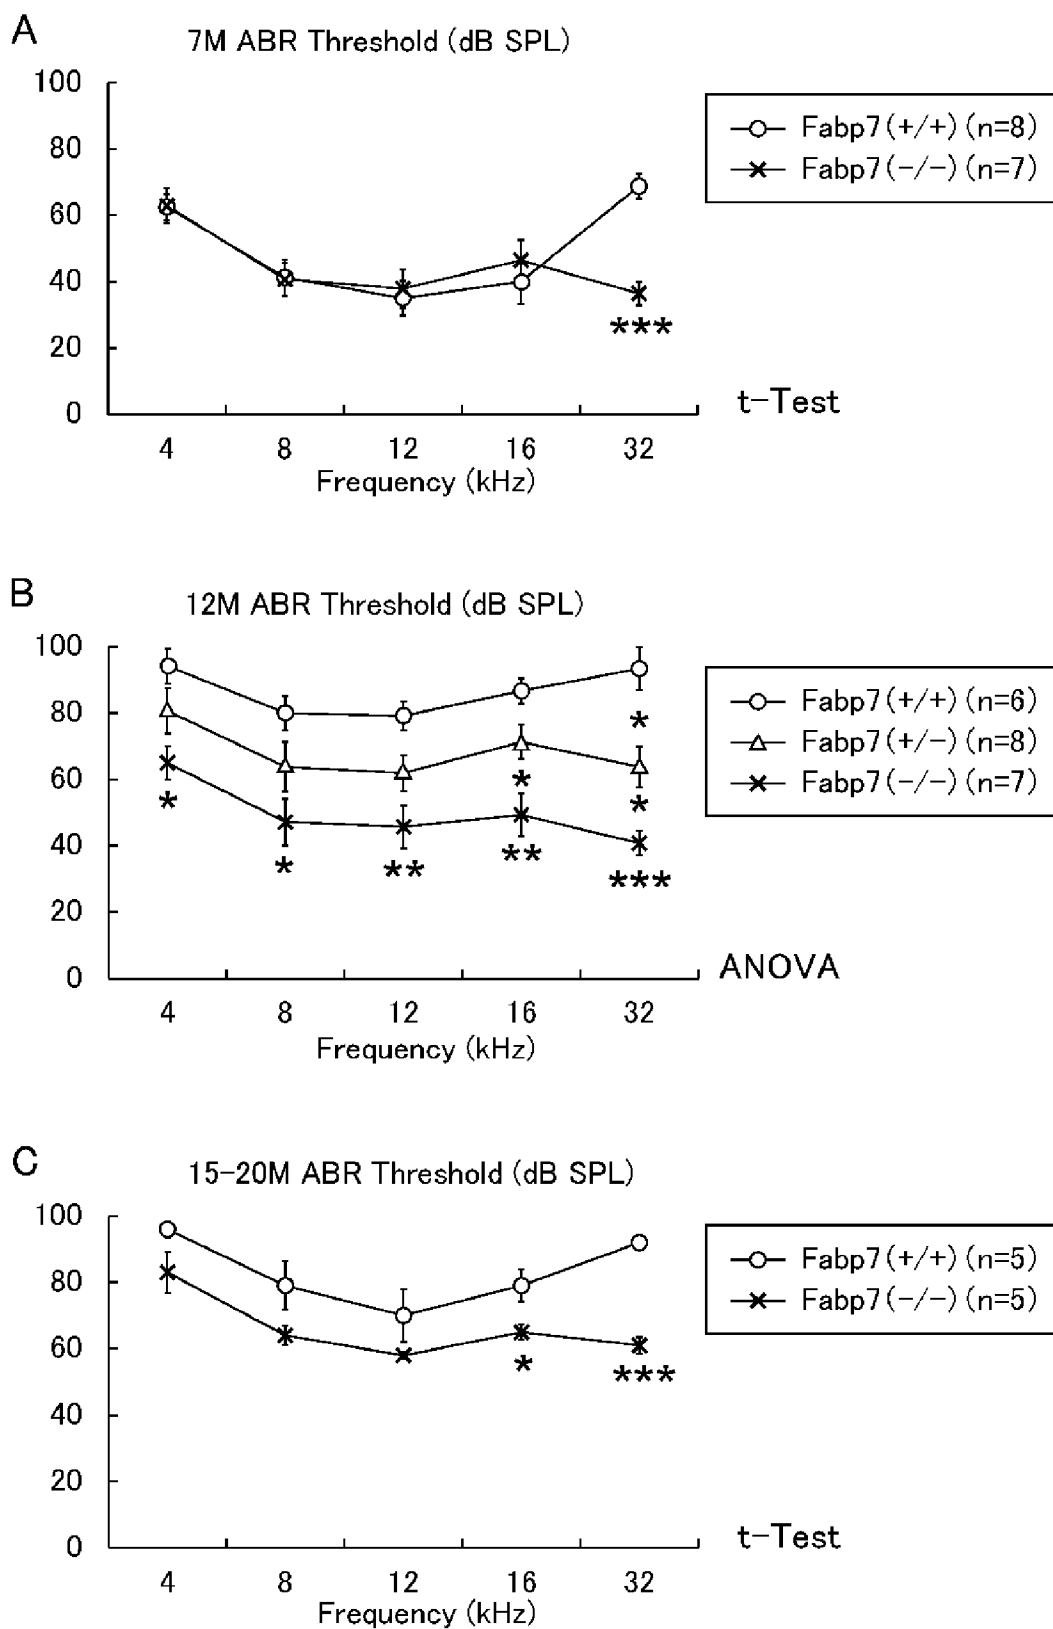 A
7M ABR Threshold (dB SPL)
100
80
60
40
20
0
Fabp7(+/+)(n=8)
Fabp7(-/-)(n=7)
***
t-Test
4 8 12 16 32
Frequency (kHz)
B
12M ABR Threshold (dB SPL)
100
80
60
40
20
0
Fabp7(+/+)(n=6)
Fabp7(+/-)(n=8)
Fabp7(-/-)(n=7)
*
*
* *
* ** ** ***
ANOVA
4 8 12 16 32
Frequency (kHz)
C
15-20M ABR Threshold (dB SPL)
100
80
60
40
20
0
Fabp7(+/+)(n=5)
Fabp7(-/-)(n=5)
* ***
t-Test
4 8 12 16 32
Frequency (kHz)